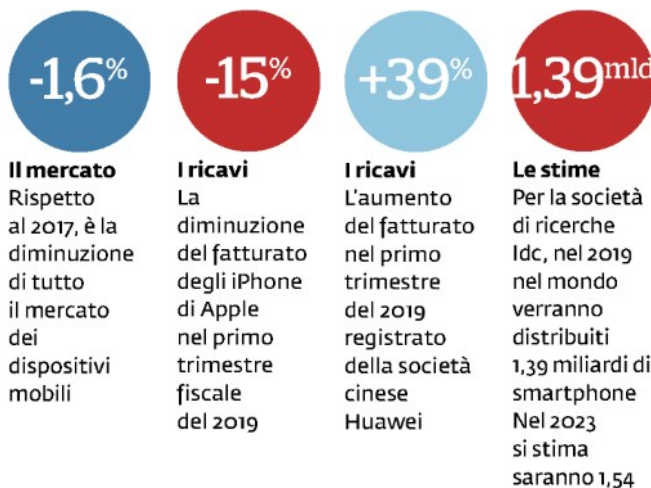 -1,6%
Il mercato
Rispetto
al 2017, è la
diminuzione
di tutto
il mercato
dei
dispositivi
mobili
-15%
I ricavi
La
diminuzione
del fatturato
degli iPhone
di Apple
nel primo
trimestre
fiscale
del 2019
+39%
I ricavi
L'aumento
del fatturato
nel primo
trimestre
del 2019
registrato
della società
cinese
Huawei
1,39mld
Le stime
Per la società
di ricerche
Idc, nel 2019
nel mondo
verranno
distribuiti
1,39 miliardi di
smartphone
Nel 2023
si stima
saranno 1,54